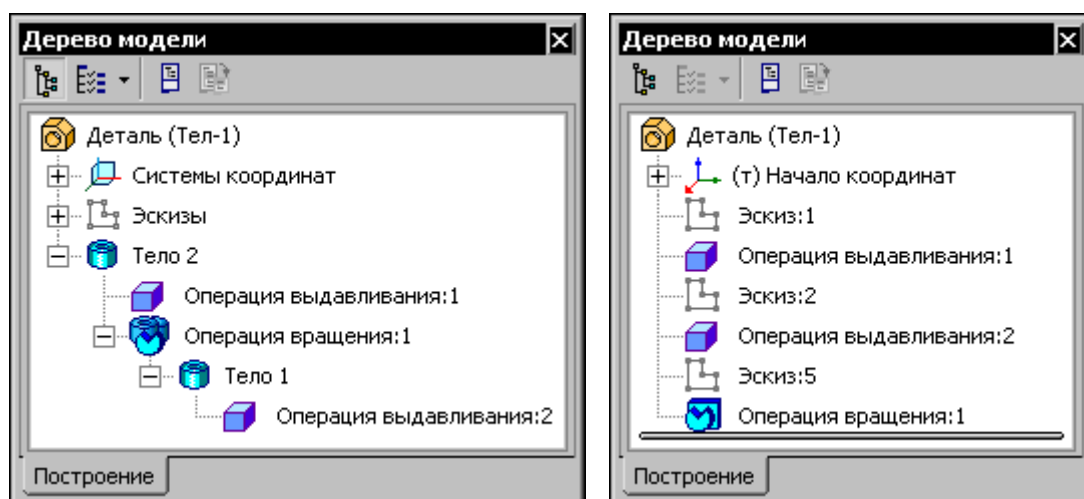 Дерево модели
Деталь (Тел-1)
Системы координат
Эскизы
Тело 2
Операция выдавливания:1
Операция вращения:1
Тело 1
Операция выдавливания:2
Построение
Дерево модели
Деталь (Тел-1)
(т) Начало координат
Эскиз:1
Операция выдавливания:1
Эскиз:2
Операция выдавливания:2
Эскиз:5
Операция вращения:1
Построение